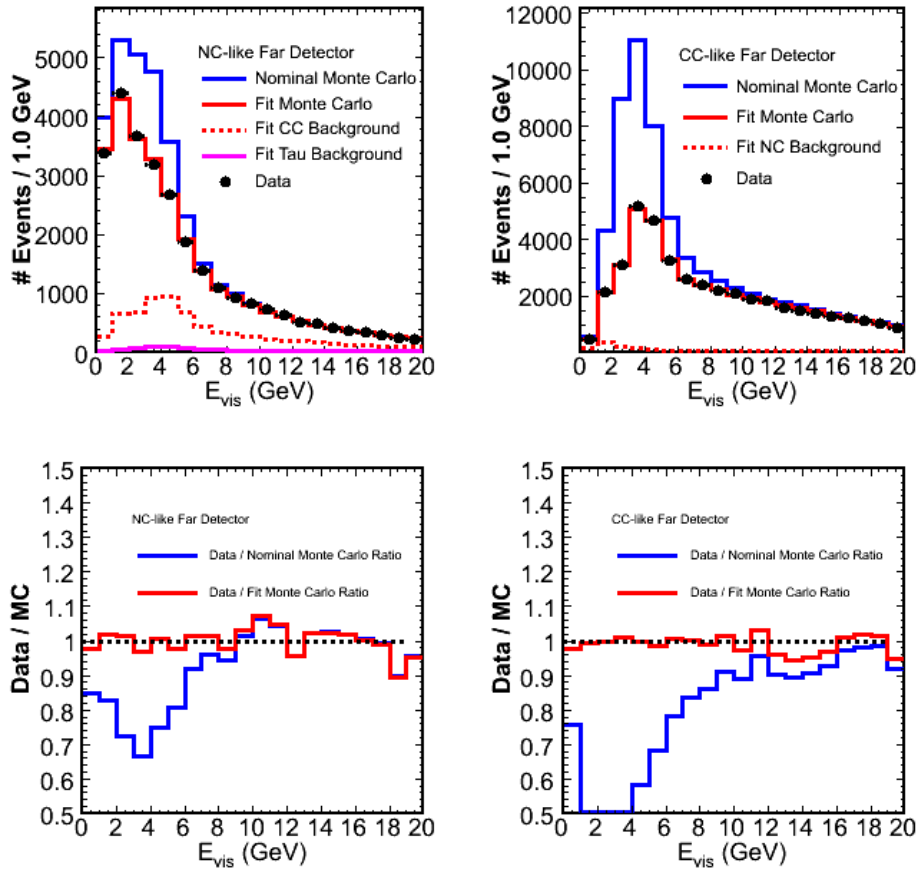 NC-like Far Detector
Nominal Monte Carlo
Fit Monte Carlo
Fit CC Background
Fit Tau Background
Data
# Events / 1.0 GeV
5000
4000
3000
2000
1000
0
0 2 4 6 8 10 12 14 16 18 20
E_vis (GeV)
CC-like Far Detector
Nominal Monte Carlo
Fit Monte Carlo
Fit NC Background
Data
# Events / 1.0 GeV
12000
10000
8000
6000
4000
2000
0 2 4 6 8 10 12 14 16 18 20
E_vis (GeV)
NC-like Far Detector
Data / Nominal Monte Carlo Ratio
Data / Fit Monte Carlo Ratio
Data / MC
1.5
1.4
1.3
1.2
1.1
1
0.9
0.8
0.7
0.6
0.5
0 2 4 6 8 10 12 14 16 18 20
E_vis (GeV)
CC-like Far Detector
Data / Nominal Monte Carlo Ratio
Data / Fit Monte Carlo Ratio
Data / MC
1.5
1.4
1.3
1.2
1.1
1
0.9
0.8
0.7
0.6
0.5
0 2 4 6 8 10 12 14 16 18 20
E_vis (GeV)